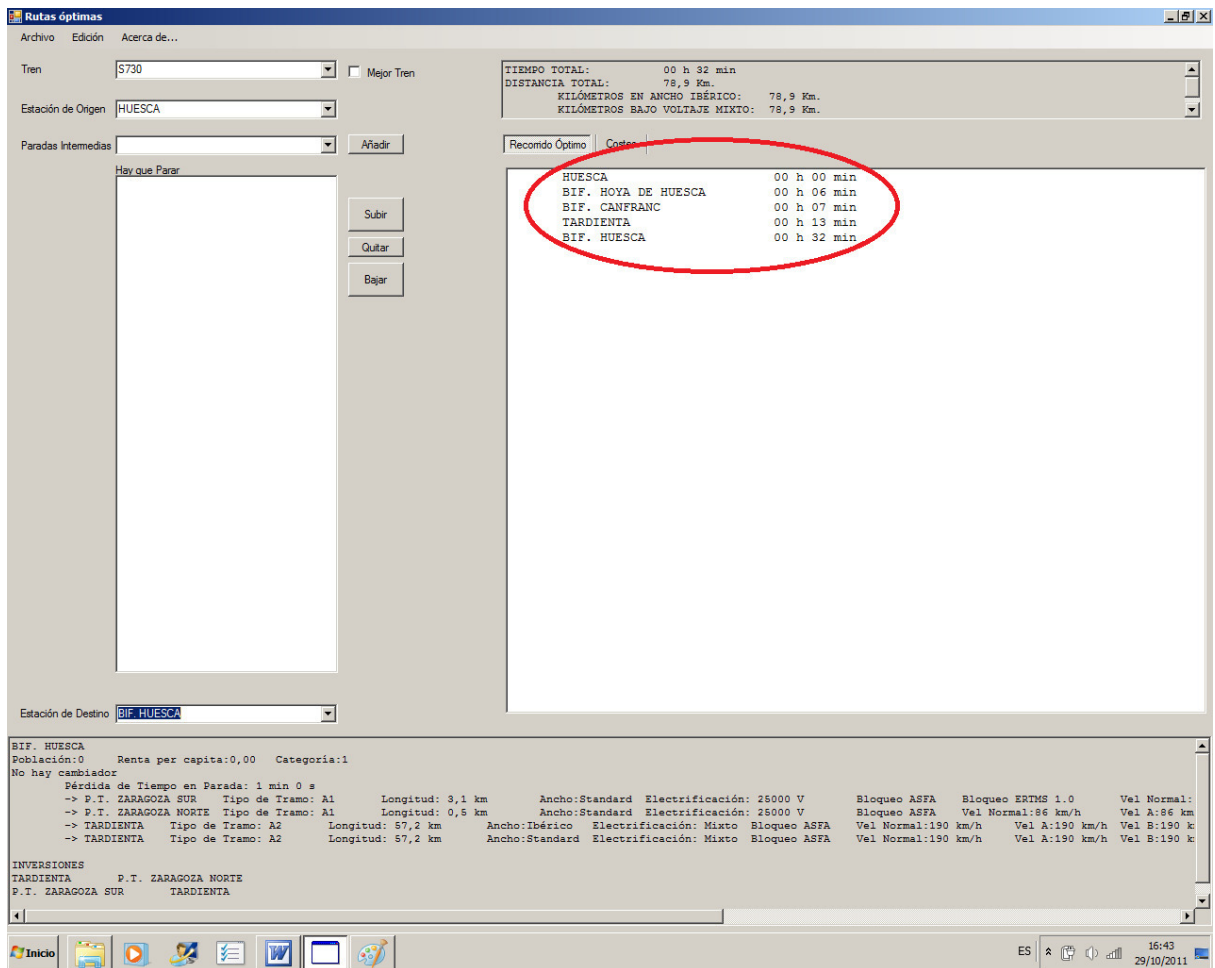 Rutas óptimas
Archivo Edición Acerca de...
Tren S730 Mejor Tren
Estación de Origen HUESCA
Paradas Intermedias Añadir
Hay que Parar
Subir
Quitar
Bajar
Estación de Destino BIF. HUESCA
TIEMPO TOTAL: 00 h 32 min
DISTANCIA TOTAL: 78,9 Km.
KILÓMETROS EN ANCHO IBÉRICO: 78,9 Km.
KILÓMETROS BAJO VOLTAJE MIXTO: 78,9 Km.
Recorrido Óptimo Costes
HUESCA 00 h 00 min
BIF. HOYA DE HUESCA 00 h 06 min
BIF. CANFRANC 00 h 07 min
TARDIENTA 00 h 13 min
BIF. HUESCA 00 h 32 min
BIF. HUESCA
Población:0 Renta per capita:0,00 Categoría:1
No hay cambiador
Pérdida de Tiempo en Parada: 1 min 0 s
-> P.T. ZARAGOZA SUR Tipo de Tramo: A1 Longitud: 3,1 km Ancho:Standard Electrificación: 25000 V Bloqueo ASFA Bloqueo ERTMS 1.0 Vel Normal:
-> P.T. ZARAGOZA NORTE Tipo de Tramo: A1 Longitud: 0,5 km Ancho:Standard Electrificación: 25000 V Bloqueo ASFA Vel Normal:86 km/h Vel A:86 km
-> TARDIENTA Tipo de Tramo: A2 Longitud: 57,2 km Ancho:Ibérico Electrificación: Mixto Bloqueo ASFA Vel Normal:190 km/h Vel A:190 km/h Vel B:190 k
-> TARDIENTA Tipo de Tramo: A2 Longitud: 57,2 km Ancho:Standard Electrificación: Mixto Bloqueo ASFA Vel Normal:190 km/h Vel A:190 km/h Vel B:190 k
INVERSIONES
TARDIENTA P.T. ZARAGOZA NORTE
P.T. ZARAGOZA SUR TARDIENTA
Inicio ES 16:43
29/10/2011